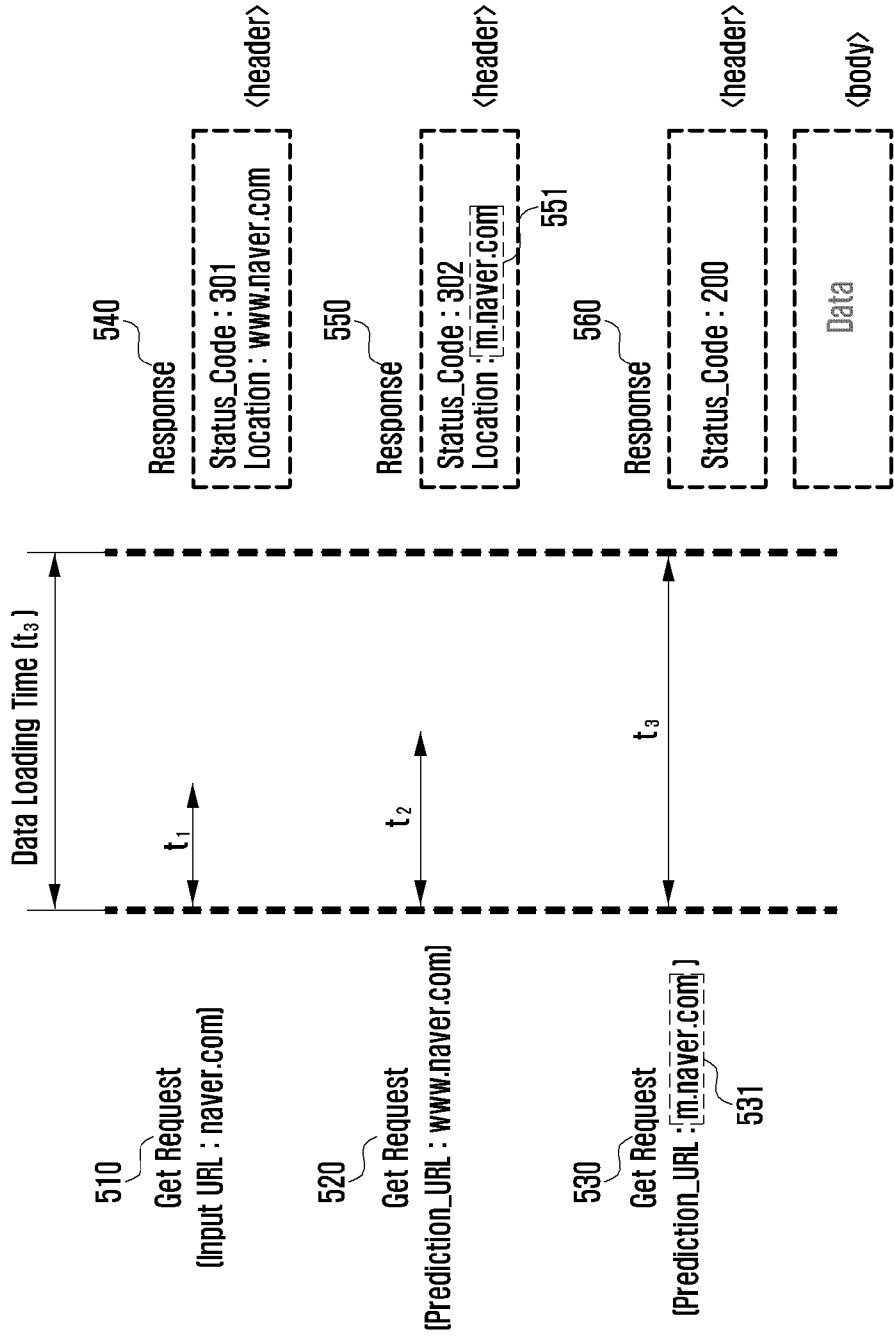 Data Loading Time (t₃)
510
Get Request
(Input URL : naver.com)
t₁
540
Response
Status_Code : 301
Location : www.naver.com
<header>
520
Get Request
(Prediction_URL : www.naver.com)
t₂
550
Response
Status_Code : 302
Location : m.naver.com
551
<header>
530
Get Request
(Prediction_URL : m.naver.com )
531
t₃
560
Response
Status_Code : 200
<header>
Data
<body>